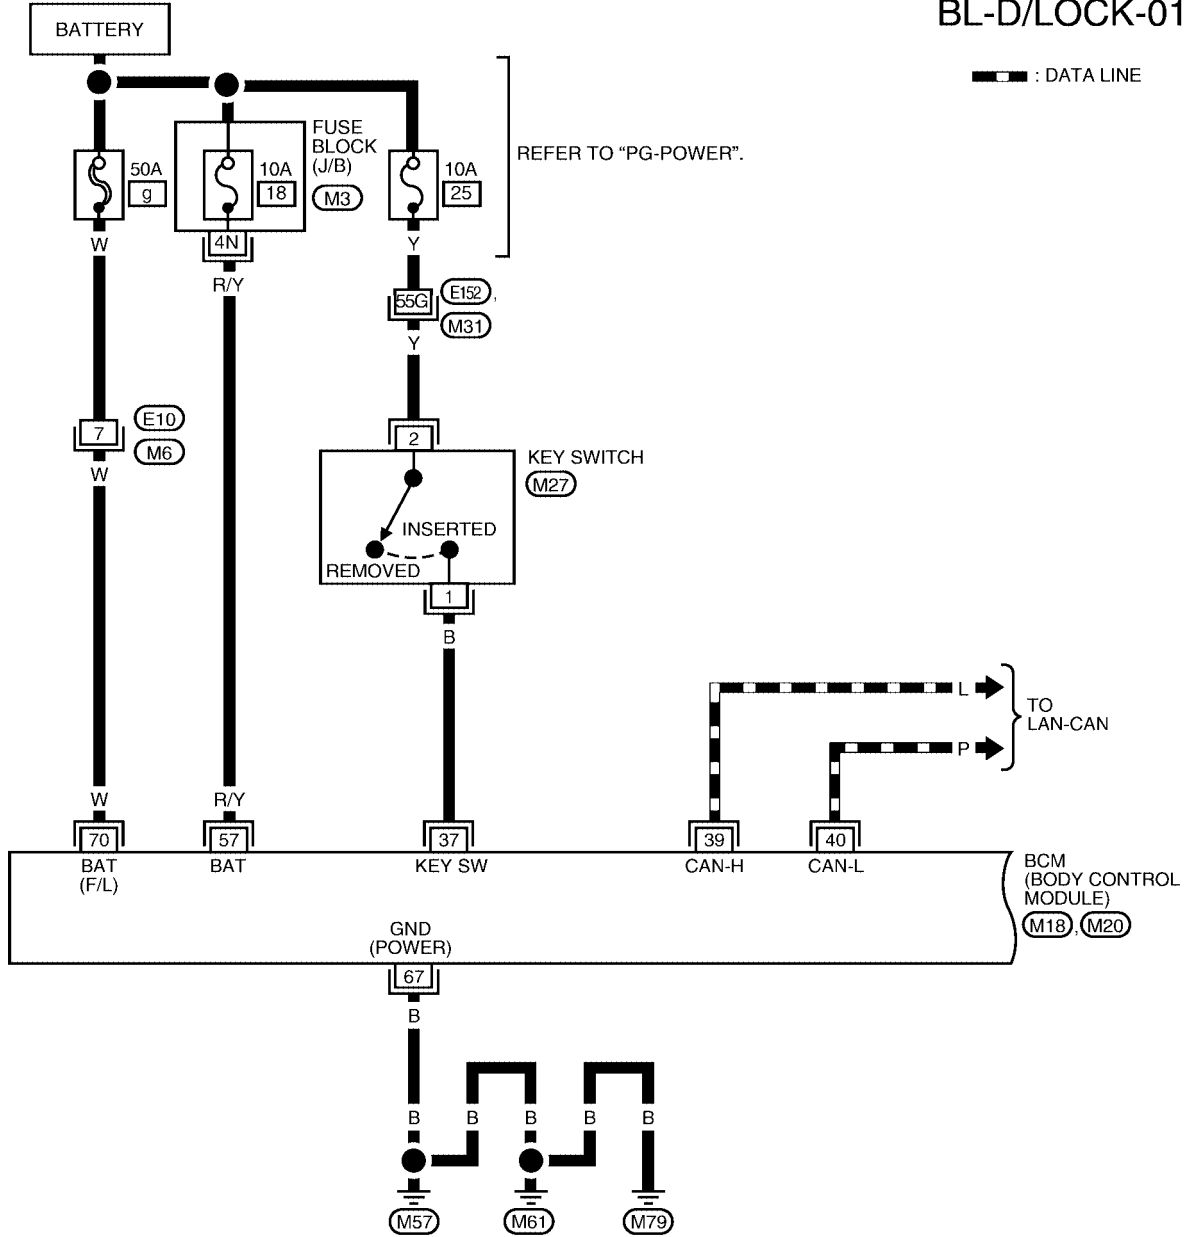 BL-D/LOCK-01
BATTERY
: DATA LINE
FUSE
BLOCK
(J/B)
M3
REFER TO “PG-POWER”.
50A
g
10A
18
10A
25
W
4N
Y
R/Y
55G
E152 ,
M31
Y
E10
M6
7
W
2
KEY SWITCH
M27
INSERTED
REMOVED
1
B
L
P
TO
LAN-CAN
W
R/Y
70
57
37
39
40
BAT
(F/L)
BAT
KEY SW
CAN-H
CAN-L
BCM
(BODY CONTROL
MODULE)
M18 , M20
GND
(POWER)
67
B
B
B
B
B
B
M57
M61
M79